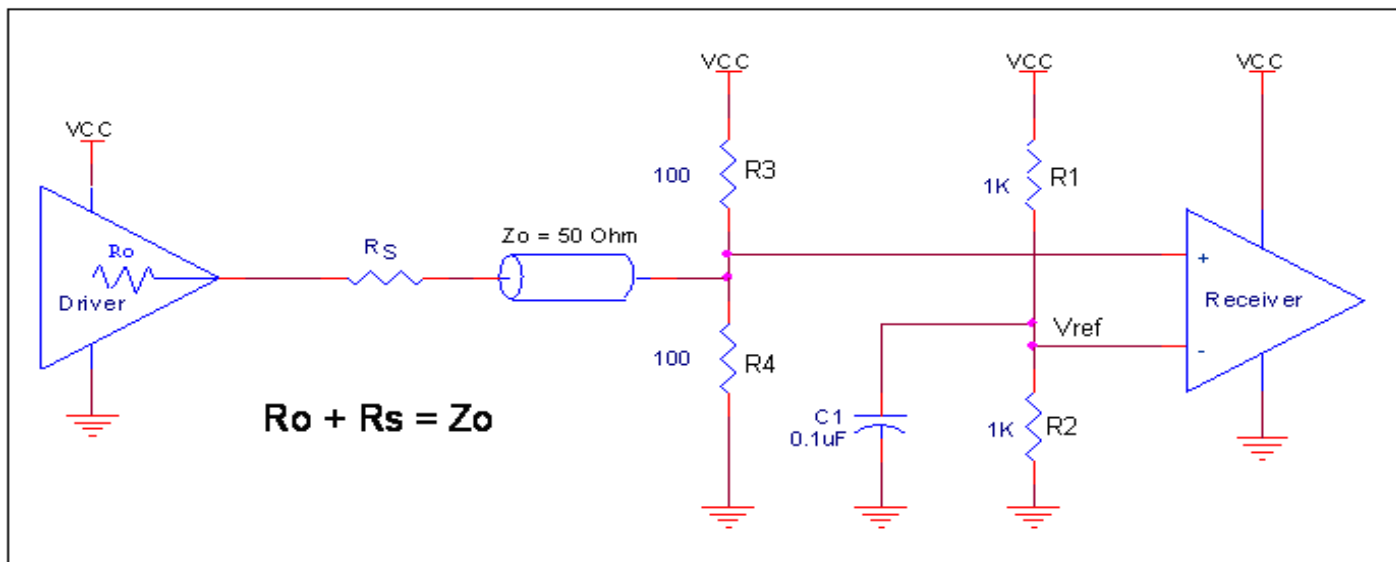 VCC
VCC
VCC
VCC
R3
100
R1
1K
Zo = 50 Ohm
RS
Ro
Driver
+
Receiver
Vref
-
R4
100
Ro + Rs = Zo
C1
0.1uF
R2
1K